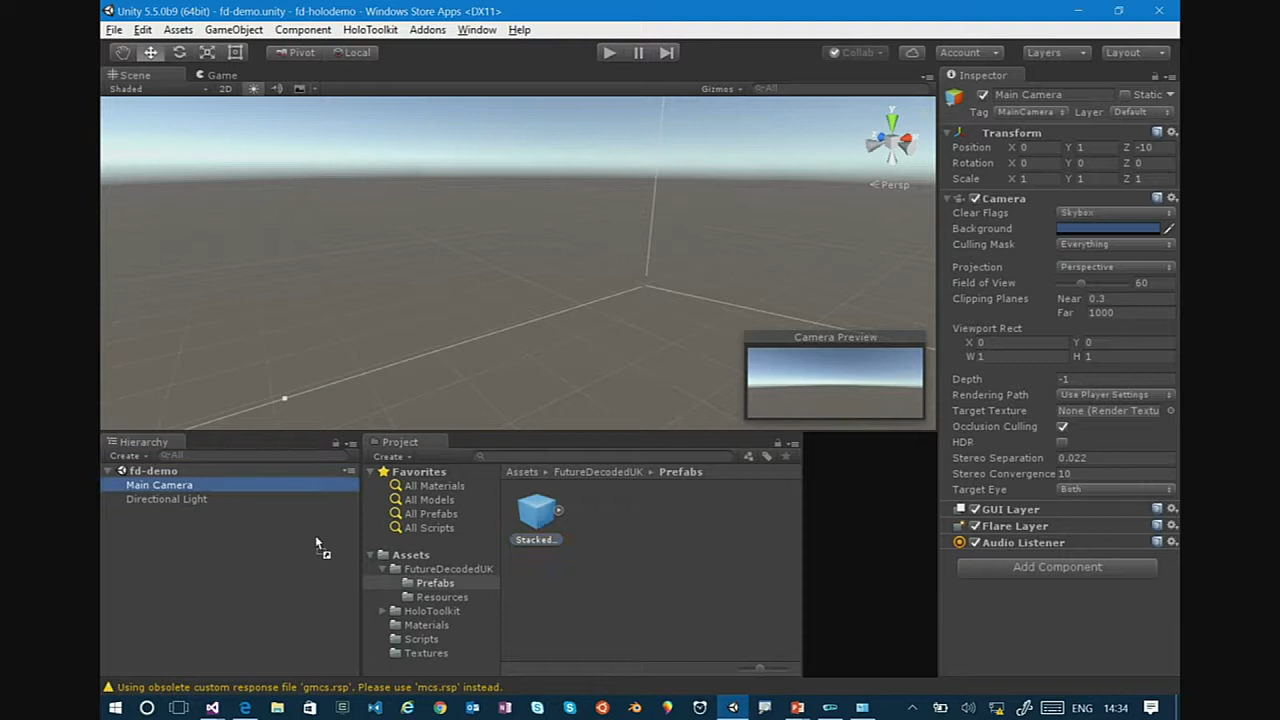 Unity 5.5.0b9 (64bit) - fd-demo.unity - fd-holodemo - Windows Store Apps <DX11>
File Edit Assets GameObject Component HoloToolkit Addons Window Help
Pivot Local Collab Account Layers Layout
Scene Game
Shaded 2D Gizmos All
y
Persp
Camera Preview
Inspector
Main Camera Static
Tag MainCamera Layer Default
Transform
Position X 0 Y 1 Z -10
Rotation X 0 Y 0 Z 0
Scale X 1 Y 1 Z 1
Camera
Clear Flags Skybox
Background
Culling Mask Everything
Projection Perspective
Field of View 60
Clipping Planes Near 0.3
Far 1000
Viewport Rect
X 0 Y 0
W 1 H 1
Depth -1
Rendering Path Use Player Settings
Target Texture None (Render Textu
Occlusion Culling
HDR
Stereo Separation 0.022
Stereo Convergence 10
Target Eye Both
GUI Layer
Flare Layer
Audio Listener
Add Component
Hierarchy
Create All
fd-demo
Main Camera
Directional Light
Project
Create
Favorites
All Materials
All Models
All Prefabs
All Scripts
Assets
FutureDecodedUK
Prefabs
Resources
HoloToolkit
Materials
Scripts
Textures
Assets FutureDecodedUK Prefabs
Stacked...
Using obsolete custom response file 'gmcs.rsp'. Please use 'mcs.rsp' instead.
ENG 14:34